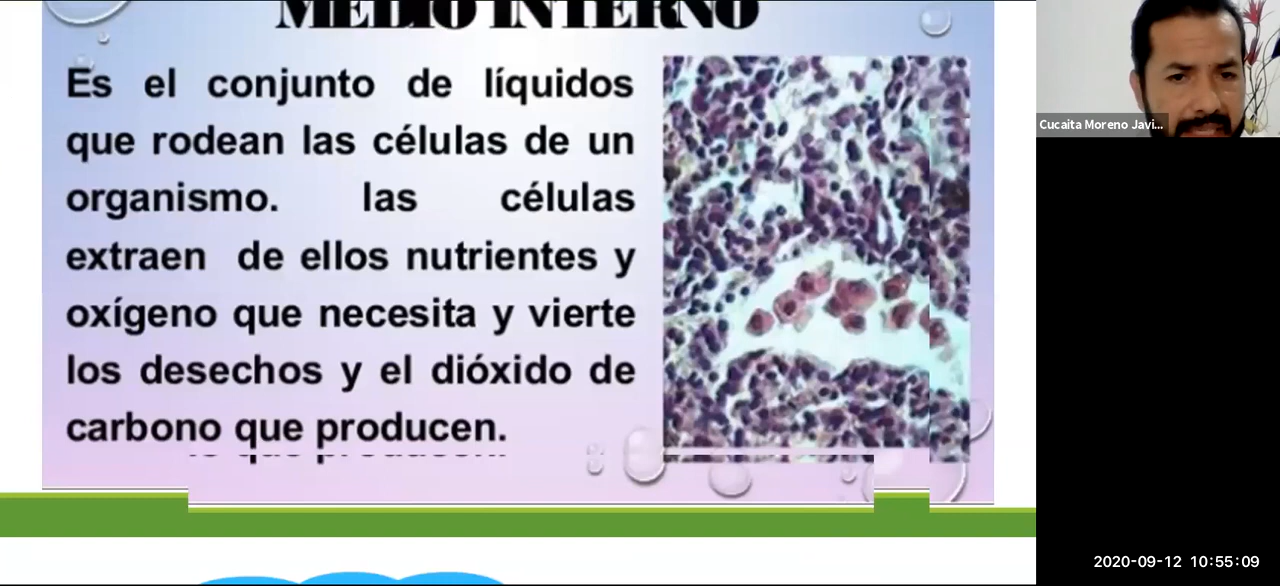 MEDIO INTERNO
Es el conjunto de líquidos
que rodean las células de un
organismo. las células
extraen de ellos nutrientes y
oxígeno que necesita y vierte
los desechos y el dióxido de
carbono que producen.
Cucaita Moreno Javi...
2020-09-12 10:55:09